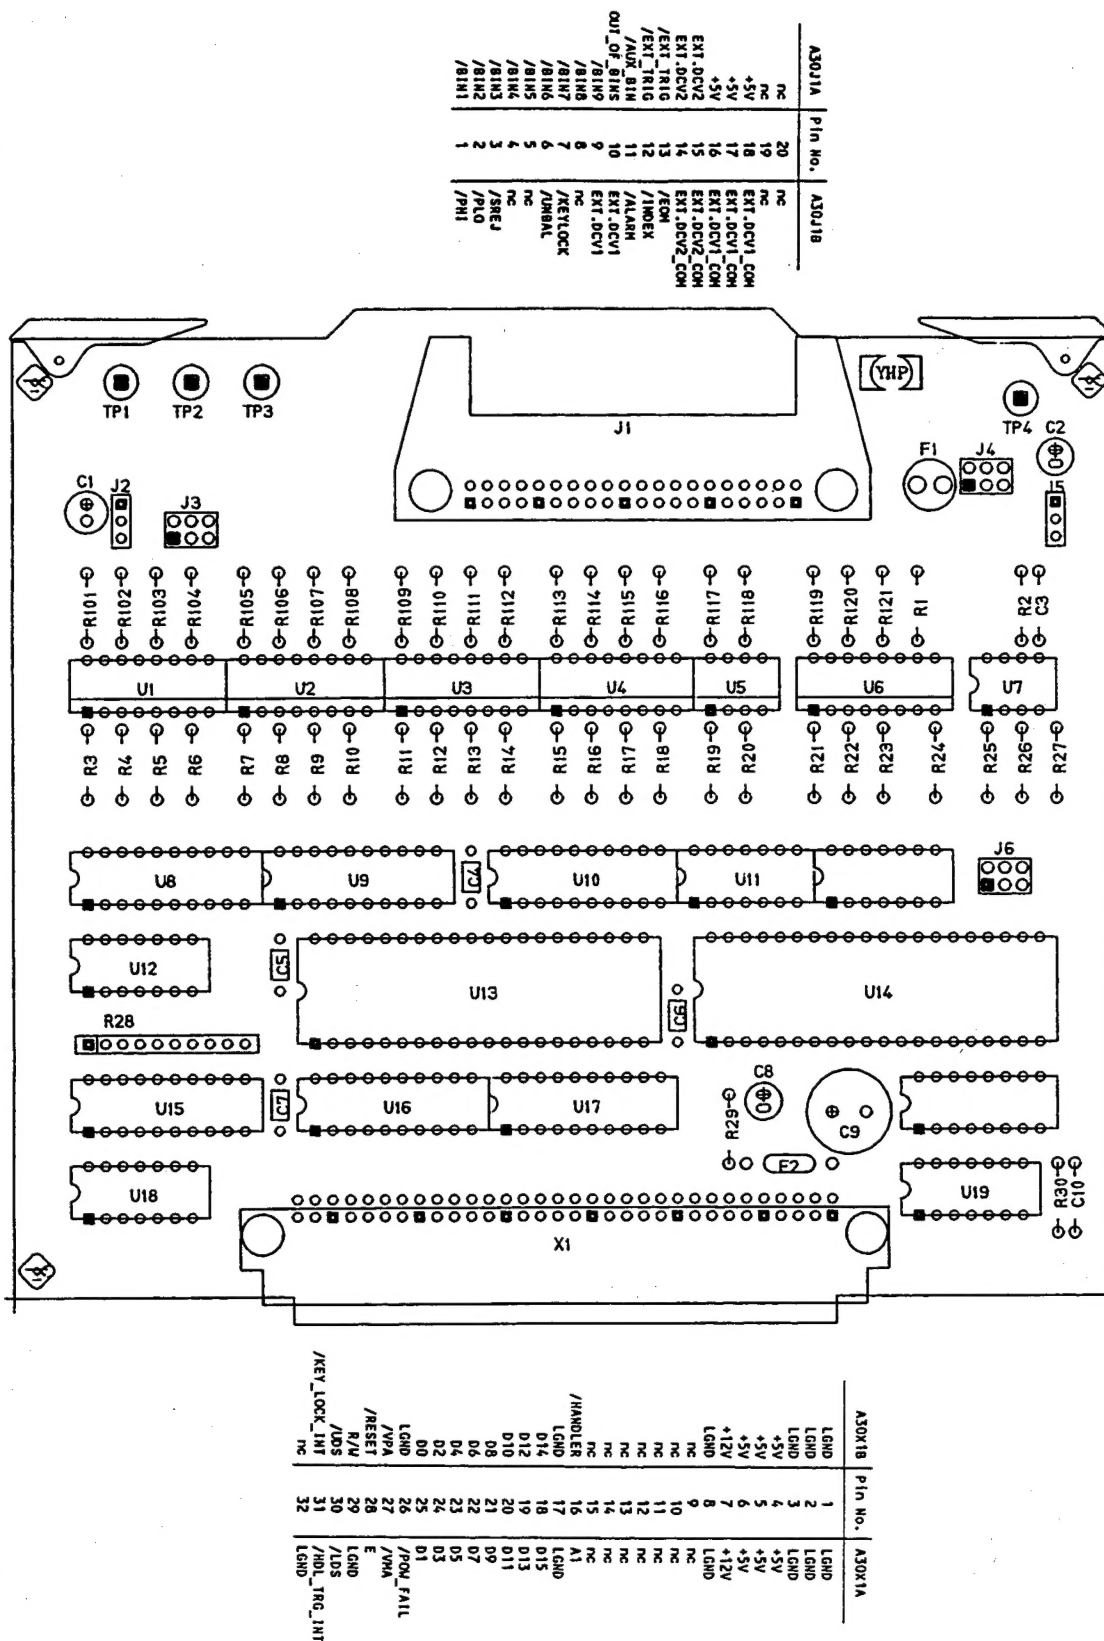 A30J1A Pin No. A30J1B
nc 20 nc
nc 19 nc
+5V 18 EXT.DCV1_COM
+5V 17 EXT.DCV1_COM
+5V 16 EXT.DCV1_COM
EXT.DCV2 15 EXT.DCV2_COM
EXT.DCV2 14 EXT.DCV2_COM
/EXT_TRIG 13 /EOM
/EXT_TRIG 12 /INDEX
/AUX_BIN 11 /ALARM
OUT_OF_BINS 10 EXT.DCV1
/BIN9 9 EXT.DCV1
/BIN8 8 nc
/BIN7 7 /KEYLOCK
/BIN6 6 /UNBAL
/BIN5 5 nc
/BIN4 4 nc
/BIN3 3 /SREJ
/BIN2 2 /PLO
/BIN1 1 /PHI
YHP
TP1 TP2 TP3 J1 TP4 C2
C1 J2 J3 F1 J4 J5
R101 R102 R103 R104 R105 R106 R107 R108 R109 R110 R111 R112 R113 R114 R115 R116 R117 R118 R119 R120 R121 R1 R2 C3
U1 U2 U3 U4 U5 U6 U7
R3 R4 R5 R6 R7 R8 R9 R10 R11 R12 R13 R14 R15 R16 R17 R18 R19 R20 R21 R22 R23 R24 R25 R26 R27
U8 U9 C4 U10 U11 J6
U12 C5 U13 C6 U14
R28
U15 C7 U16 U17 R29 C8 C9
F2
U18 U19 R30 C10
X1
A30X1B Pin No. A30X1A
LGND 1 LGND
LGND 2 LGND
LGND 3 LGND
+5V 4 +5V
+5V 5 +5V
+5V 6 +5V
+12V 7 +12V
LGND 8 LGND
nc 9 nc
nc 10 nc
nc 11 nc
nc 12 nc
nc 13 nc
nc 14 nc
nc 15 nc
/HANDLER 16 A1
LGND 17 LGND
D14 18 D15
D12 19 D13
D10 20 D11
D8 21 D9
D6 22 D7
D4 23 D5
D2 24 D3
D0 25 D1
LGND 26 /POW_FAIL
/VPA 27 /VMA
/RESET 28 E
R/W 29 LGND
/UDS 30 /LDS
/KEY_LOCK_INT 31 /HDL_TRG_INT
nc 32 LGND